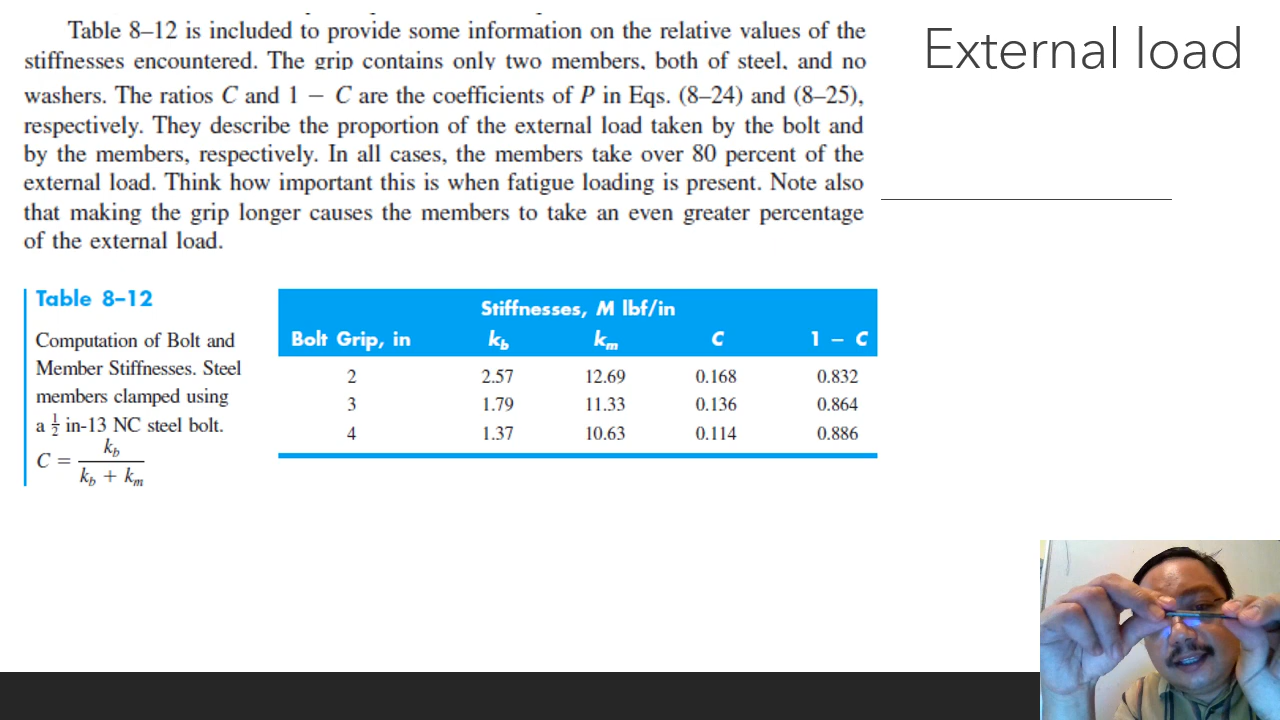 External load
Table 8–12 is included to provide some information on the relative values of the
stiffnesses encountered. The grip contains only two members, both of steel, and no
washers. The ratios C and 1 − C are the coefficients of P in Eqs. (8–24) and (8–25),
respectively. They describe the proportion of the external load taken by the bolt and
by the members, respectively. In all cases, the members take over 80 percent of the
external load. Think how important this is when fatigue loading is present. Note also
that making the grip longer causes the members to take an even greater percentage
of the external load.
Table 8–12
Computation of Bolt and
Member Stiffnesses. Steel
members clamped using
a ½ in-13 NC steel bolt.
C = k_b / (k_b + k_m)
Stiffnesses, M lbf/in
Bolt Grip, in k_b k_m C 1 − C
2 2.57 12.69 0.168 0.832
3 1.79 11.33 0.136 0.864
4 1.37 10.63 0.114 0.886